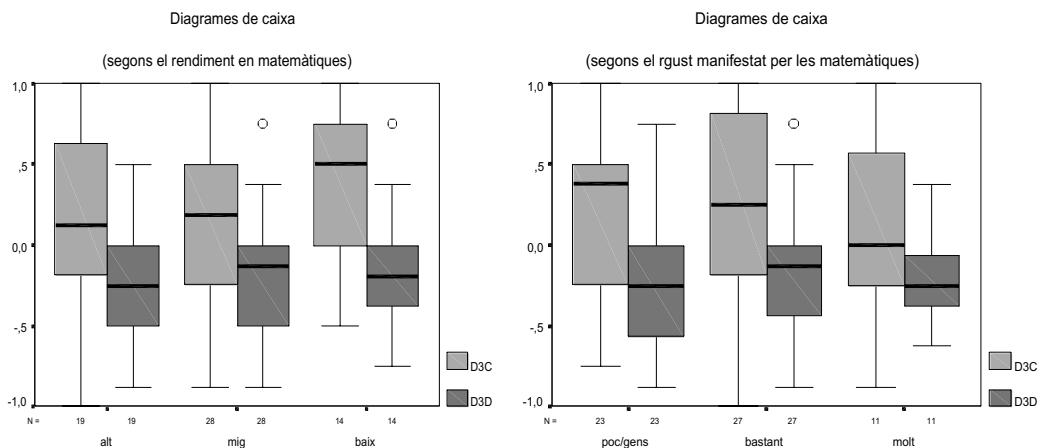 Diagrames de caixa
(segons el rendiment en matemàtiques)
1,0
,5
0,0
-,5
-1,0
D3C
D3D
N = 19 19 28 28 14 14
alt mig baix
Diagrames de caixa
(segons el rgust manifestat per les matemàtiques)
1,0
,5
0,0
-,5
-1,0
D3C
D3D
N = 23 23 27 27 11 11
poc/gens bastant molt